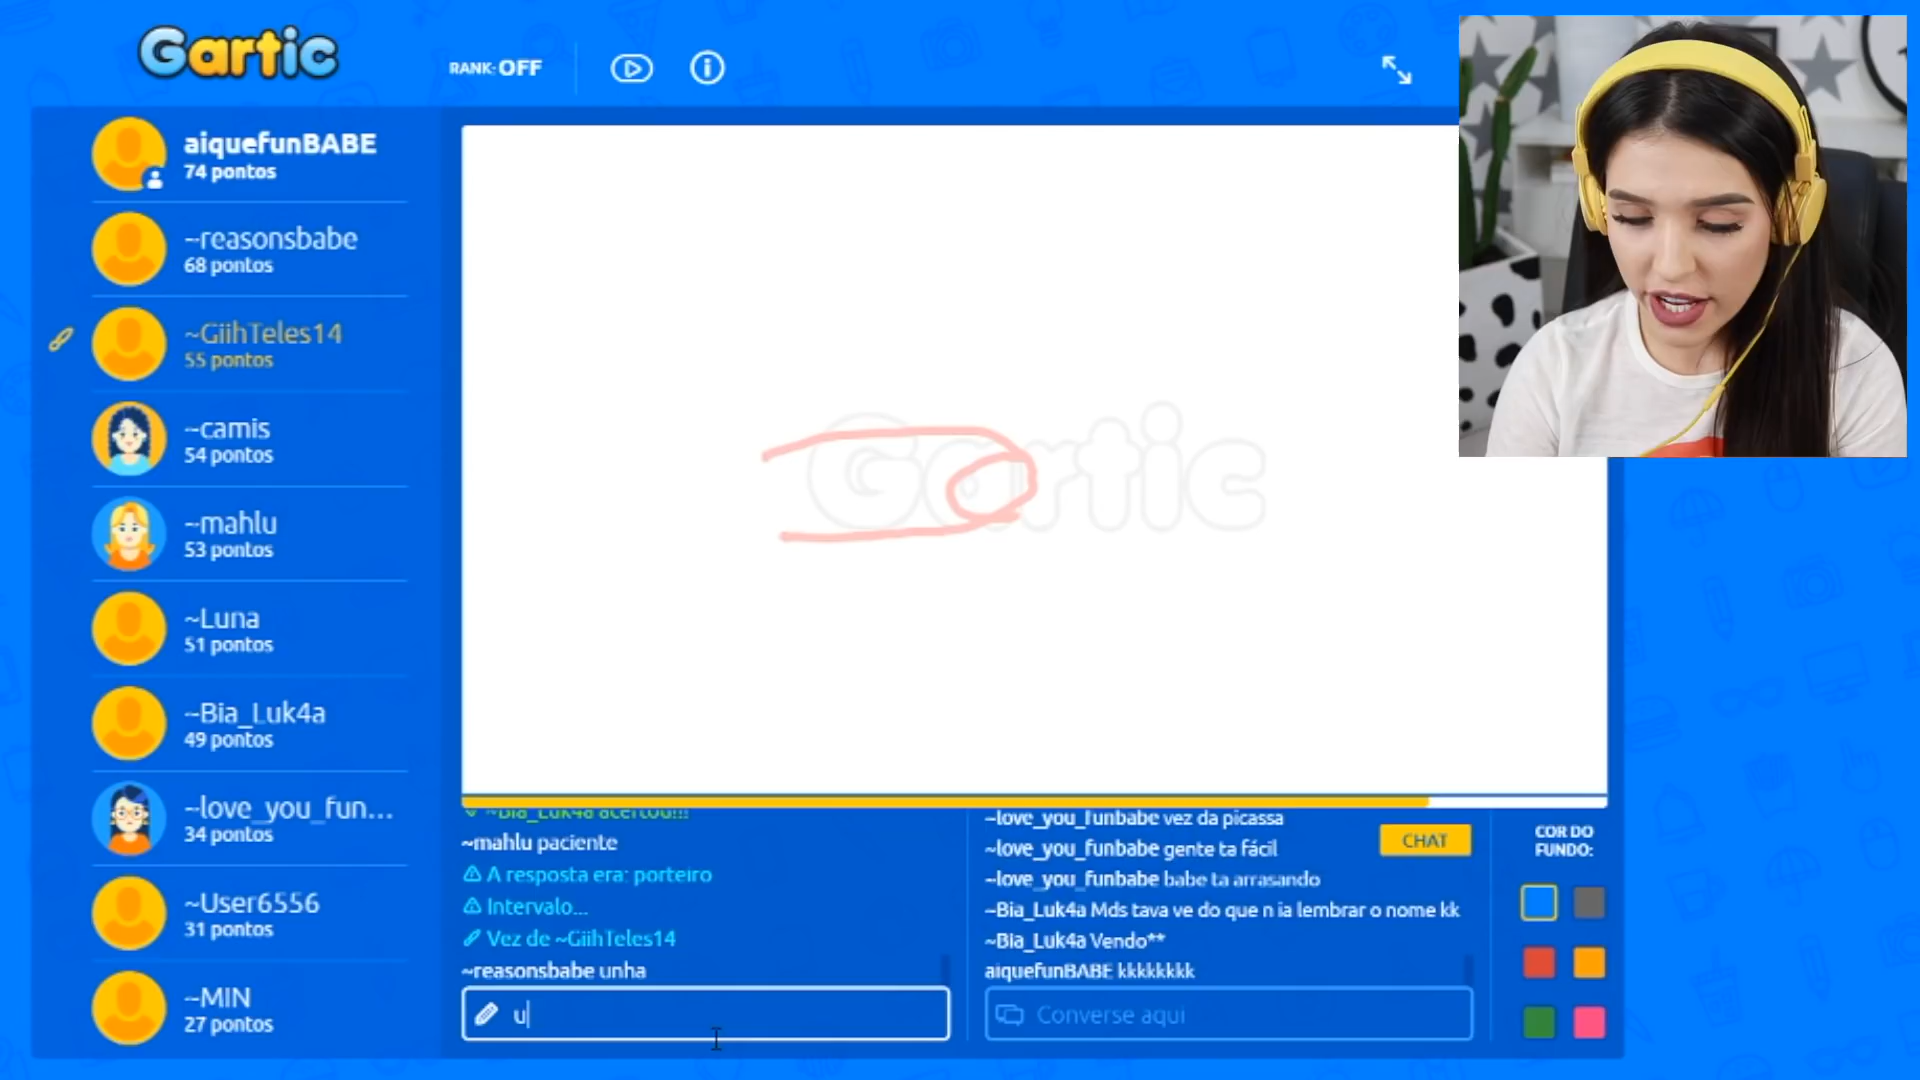 Gartic
RANK: OFF
aiquefunBABE
74 pontos
~reasonsbabe
68 pontos
~GiihTeles14
55 pontos
~camis
54 pontos
~mahlu
53 pontos
~Luna
51 pontos
~Bia_Luk4a
49 pontos
~love_you_fun...
34 pontos
~User6556
31 pontos
~MIN
27 pontos
Gartic
~Bia_Luk4a acertou!!!
~mahlu paciente
A resposta era: porteiro
Intervalo...
Vez de ~GiihTeles14
~reasonsbabe unha
u
~love_you_funbabe vez da picassa
~love_you_funbabe gente ta fácil
~love_you_funbabe babe ta arrasando
~Bia_Luk4a Mds tava ve do que n ia lembrar o nome kk
~Bia_Luk4a Vendo**
aiquefunBABE kkkkkkkk
Converse aqui
CHAT
COR DO
FUNDO: